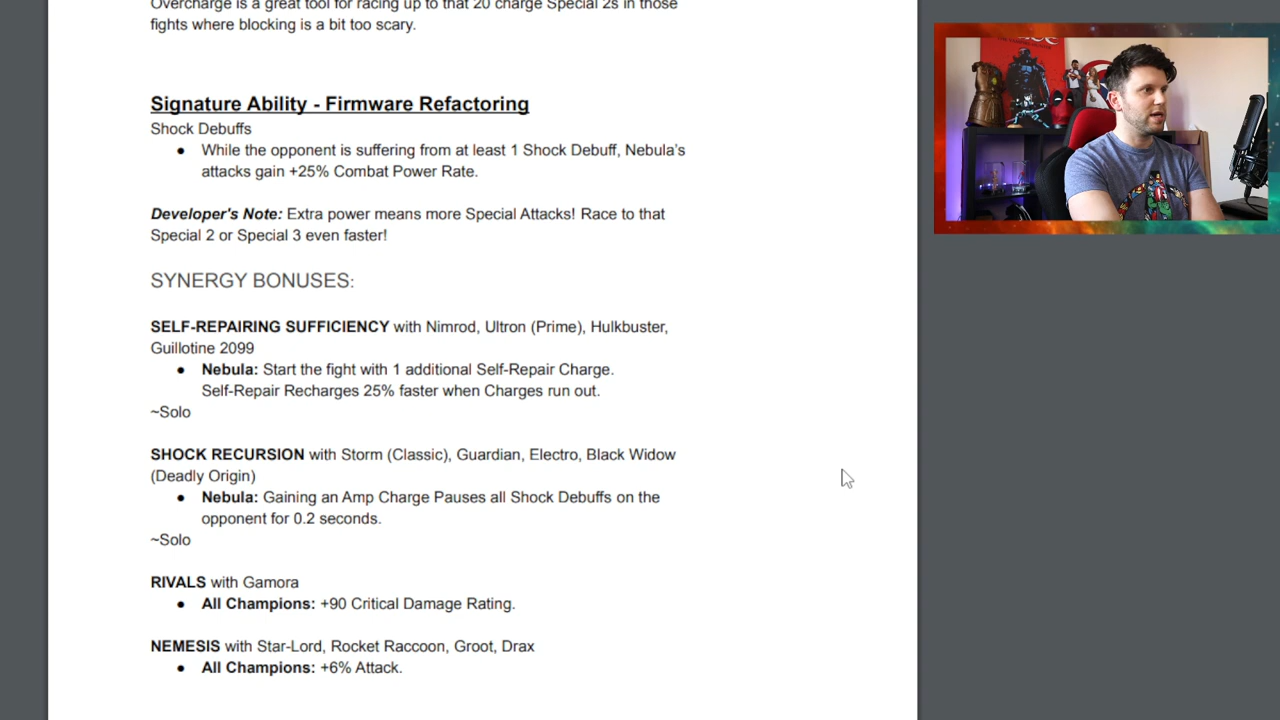 Overcharge is a great tool for racing up to that 20 charge Special 2s in those
fights where blocking is a bit too scary.
Signature Ability - Firmware Refactoring
Shock Debuffs
● While the opponent is suffering from at least 1 Shock Debuff, Nebula's
attacks gain +25% Combat Power Rate.
Developer's Note: Extra power means more Special Attacks! Race to that
Special 2 or Special 3 even faster!
SYNERGY BONUSES:
SELF-REPAIRING SUFFICIENCY with Nimrod, Ultron (Prime), Hulkbuster,
Guillotine 2099
● Nebula: Start the fight with 1 additional Self-Repair Charge.
Self-Repair Recharges 25% faster when Charges run out.
~Solo
SHOCK RECURSION with Storm (Classic), Guardian, Electro, Black Widow
(Deadly Origin)
● Nebula: Gaining an Amp Charge Pauses all Shock Debuffs on the
opponent for 0.2 seconds.
~Solo
RIVALS with Gamora
● All Champions: +90 Critical Damage Rating.
NEMESIS with Star-Lord, Rocket Raccoon, Groot, Drax
● All Champions: +6% Attack.